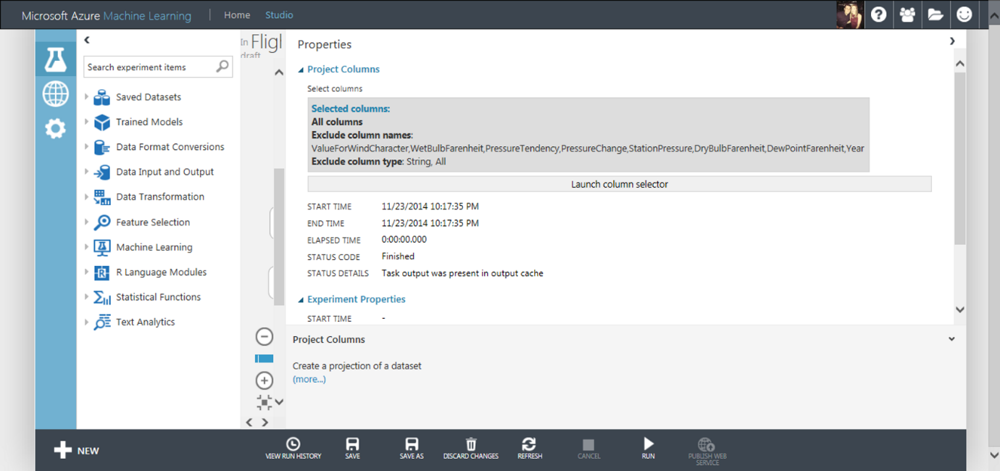 Microsoft Azure Machine Learning Home Studio
Search experiment items
Saved Datasets
Trained Models
Data Format Conversions
Data Input and Output
Data Transformation
Feature Selection
Machine Learning
R Language Modules
Statistical Functions
Text Analytics
In
draft
Properties
Project Columns
Select columns
Selected columns:
All columns
Exclude column names:
ValueForWindCharacter,WetBulbFarenheit,PressureTendency,PressureChange,StationPressure,DryBulbFarenheit,DewPointFarenheit,Year
Exclude column type: String, All
Launch column selector
START TIME 11/23/2014 10:17:35 PM
END TIME 11/23/2014 10:17:35 PM
ELAPSED TIME 0:00:00.000
STATUS CODE Finished
STATUS DETAILS Task output was present in output cache
Experiment Properties
START TIME -
Project Columns
Create a projection of a dataset
(more...)
NEW
VIEW RUN HISTORY
SAVE
SAVE AS
DISCARD CHANGES
REFRESH
CANCEL
RUN
PUBLISH WEB
SERVICE